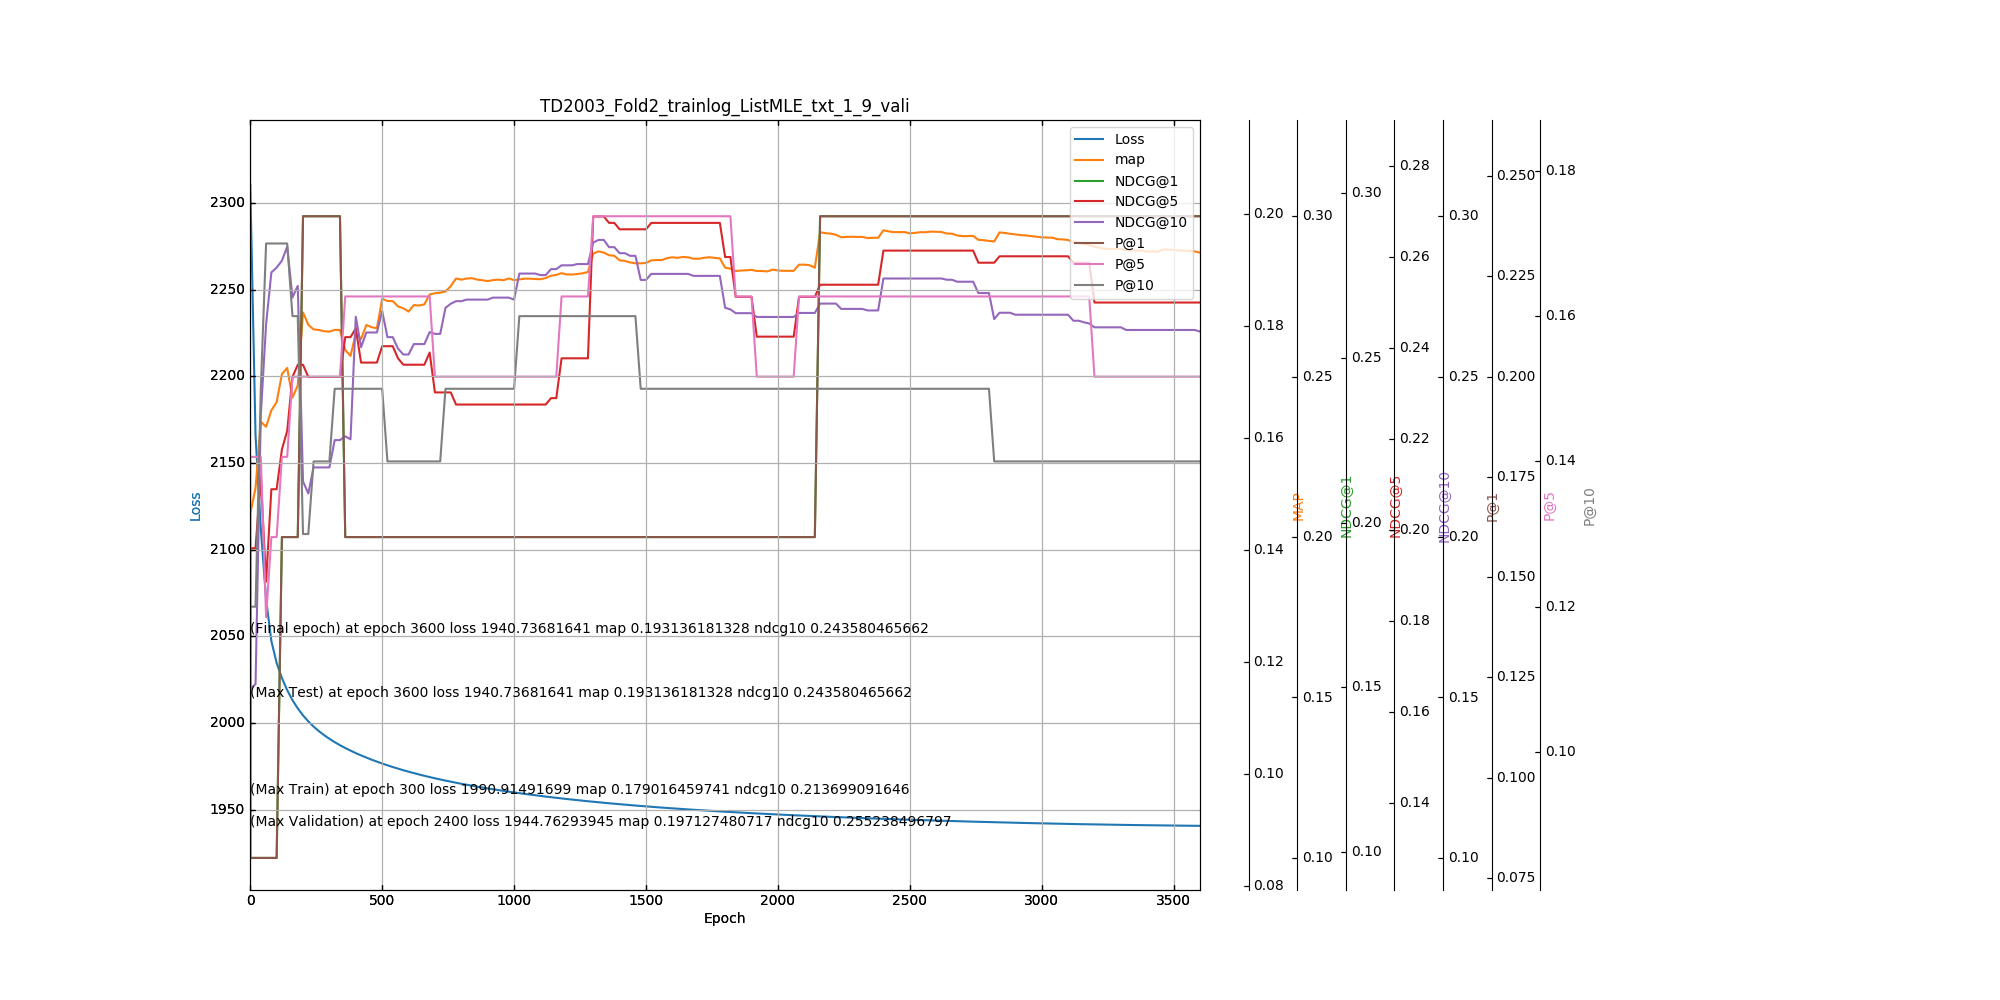 TD2003_Fold2_trainlog_ListMLE_txt_1_9_vali
Loss
map
NDCG@1
NDCG@5
NDCG@10
P@1
P@5
P@10
2300
2250
2200
2150
2100
2050
2000
1950
Loss
(Final epoch) at epoch 3600 loss 1940.73681641 map 0.193136181328 ndcg10 0.243580465662
(Max Test) at epoch 3600 loss 1940.73681641 map 0.193136181328 ndcg10 0.243580465662
(Max Train) at epoch 300 loss 1990.91491699 map 0.179016459741 ndcg10 0.213699091646
(Max Validation) at epoch 2400 loss 1944.76293945 map 0.197127480717 ndcg10 0.255238496797
0 500 1000 1500 2000 2500 3000 3500
Epoch
0.20
0.18
0.16
0.14
0.12
0.10
0.08
MAP
0.30
0.25
0.20
0.15
0.10
NDCG@1
0.30
0.25
0.20
0.15
0.10
NDCG@5
0.28
0.26
0.24
0.22
0.20
0.18
0.16
0.14
NDCG@10
0.30
0.25
0.20
0.15
0.10
P@1
0.250
0.225
0.200
0.175
0.150
0.125
0.100
0.075
P@5
0.18
0.16
0.14
0.12
0.10
P@10